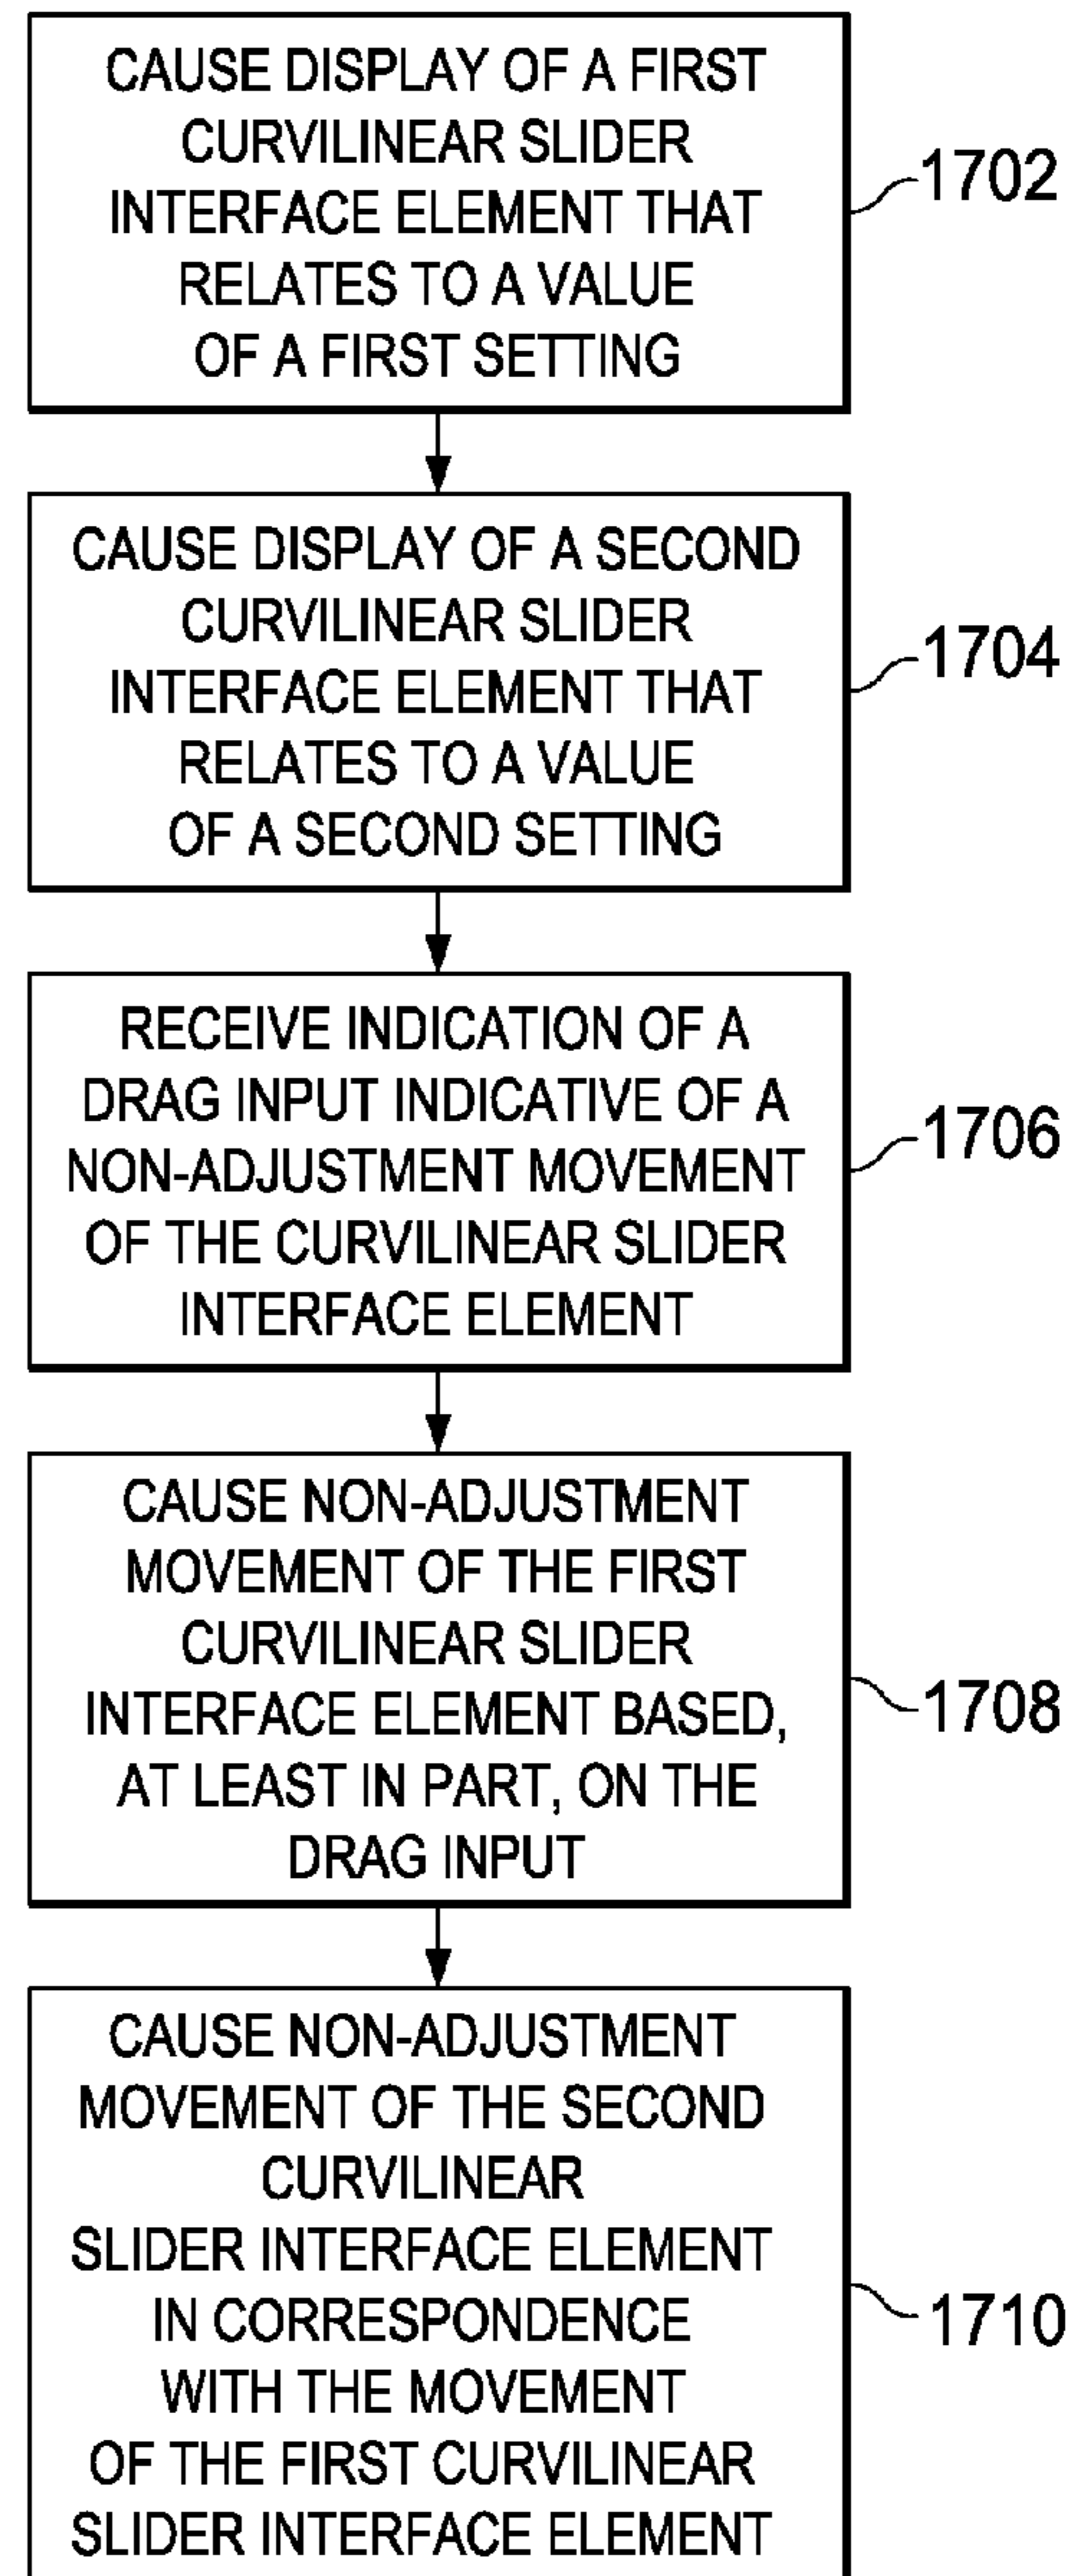 CAUSE DISPLAY OF A FIRST
CURVILINEAR SLIDER
INTERFACE ELEMENT THAT
RELATES TO A VALUE
OF A FIRST SETTING
1702
CAUSE DISPLAY OF A SECOND
CURVILINEAR SLIDER
INTERFACE ELEMENT THAT
RELATES TO A VALUE
OF A SECOND SETTING
1704
RECEIVE INDICATION OF A
DRAG INPUT INDICATIVE OF A
NON-ADJUSTMENT MOVEMENT
OF THE CURVILINEAR SLIDER
INTERFACE ELEMENT
1706
CAUSE NON-ADJUSTMENT
MOVEMENT OF THE FIRST
CURVILINEAR SLIDER
INTERFACE ELEMENT BASED,
AT LEAST IN PART, ON THE
DRAG INPUT
1708
CAUSE NON-ADJUSTMENT
MOVEMENT OF THE SECOND
CURVILINEAR
SLIDER INTERFACE ELEMENT
IN CORRESPONDENCE
WITH THE MOVEMENT
OF THE FIRST CURVILINEAR
SLIDER INTERFACE ELEMENT
1710